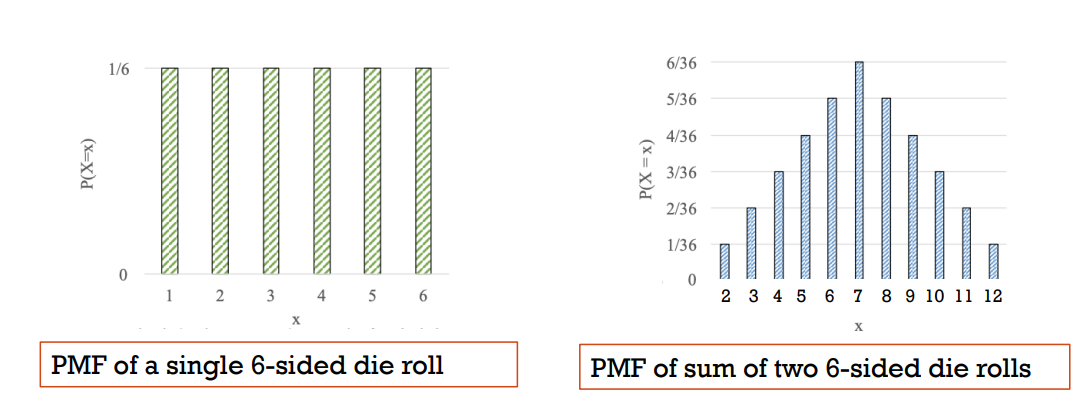 1/6
0
P(X=x)
1 2 3 4 5 6
x
PMF of a single 6-sided die roll
6/36
5/36
4/36
3/36
2/36
1/36
0
P(X = x)
2 3 4 5 6 7 8 9 10 11 12
x
PMF of sum of two 6-sided die rolls